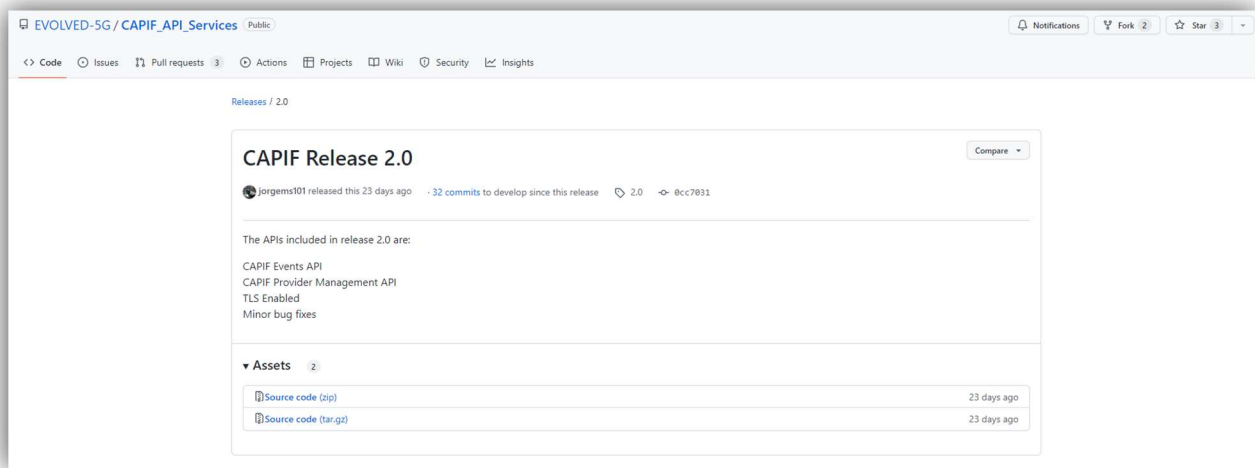 EVOLVED-5G / CAPIF_API_Services Public
Notifications Fork 2 Star 3
Code Issues Pull requests 3 Actions Projects Wiki Security Insights
Releases / 2.0
CAPIF Release 2.0
Compare
jorgems101 released this 23 days ago · 32 commits to develop since this release 2.0 0cc7031
The APIs included in release 2.0 are:
CAPIF Events API
CAPIF Provider Management API
TLS Enabled
Minor bug fixes
Assets 2
Source code (zip) 23 days ago
Source code (tar.gz) 23 days ago